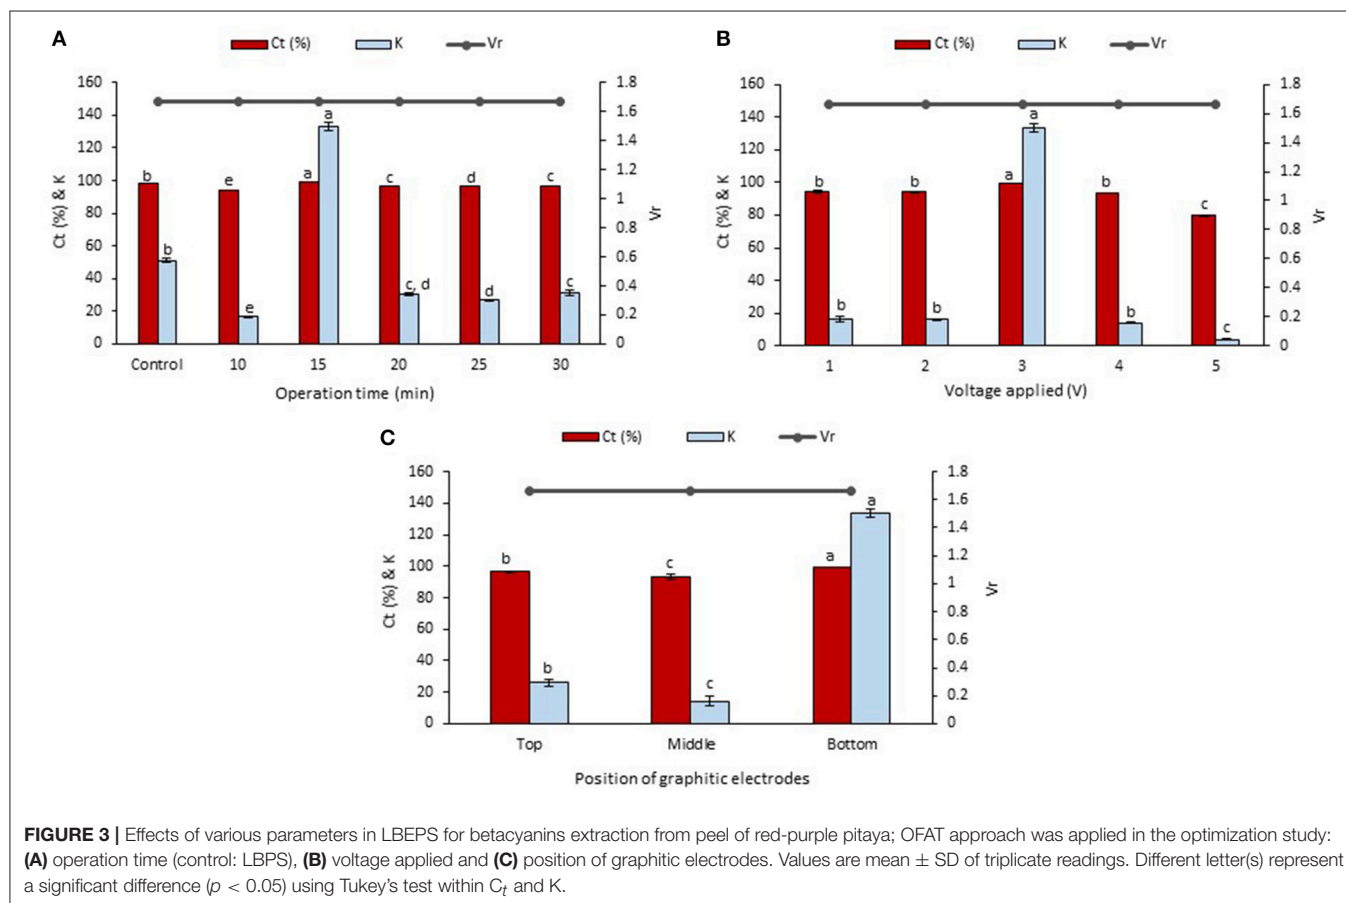 A
Ct (%) K Vr
160 1.8
140 1.6
120 1.4
100 1.2
80 1
60 0.8
40 0.6
20 0.4
0 0.2
0
Ct (%) & K
Vr
b e a c d c
b e a c, d d c
Control 10 15 20 25 30
Operation time (min)
B
Ct (%) K Vr
160 1.8
140 1.6
120 1.4
100 1.2
80 1
60 0.8
40 0.6
20 0.4
0 0.2
0
Ct (%) & K
Vr
b b a b c
b b a b c
1 2 3 4 5
Voltage applied (V)
C
Ct (%) K Vr
160 1.8
140 1.6
120 1.4
100 1.2
80 1
60 0.8
40 0.6
20 0.4
0 0.2
0
Ct (%) & K
Vr
b c a
b c a
Top Middle Bottom
Position of graphitic electrodes
FIGURE 3 | Effects of various parameters in LBEPS for betacyanins extraction from peel of red-purple pitaya; OFAT approach was applied in the optimization study:
(A) operation time (control: LBPS), (B) voltage applied and (C) position of graphitic electrodes. Values are mean ± SD of triplicate readings. Different letter(s) represent
a significant difference (p < 0.05) using Tukey's test within Ct and K.